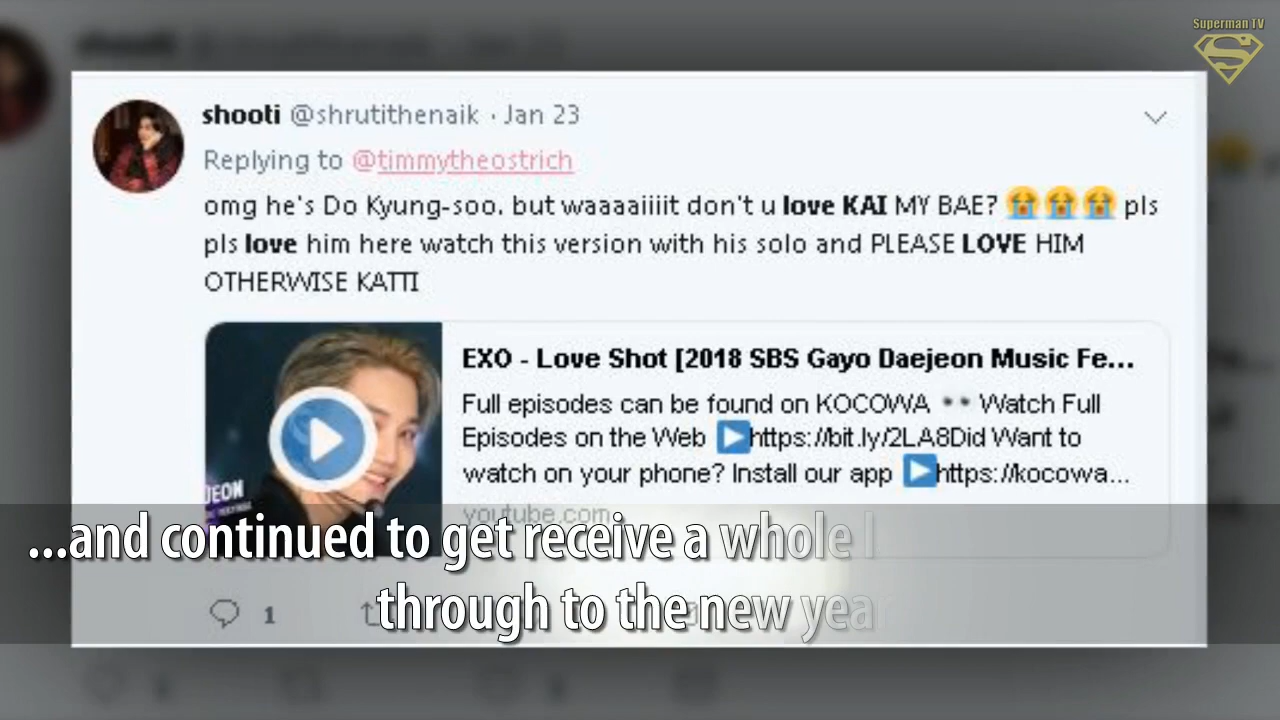 Superman TV
shooti @shrutithenaik · Jan 23
Replying to @timmytheostrich
omg he's Do Kyung-soo. but waaaaiiiit don't u love KAI MY BAE? 😭😭😭 pls
pls love him here watch this version with his solo and PLEASE LOVE HIM
OTHERWISE KATTI
EXO - Love Shot [2018 SBS Gayo Daejeon Music Fe...
Full episodes can be found on KOCOWA 👀 Watch Full
Episodes on the Web ▶️https://bit.ly/2LA8Did Want to
watch on your phone? Install our app ▶️https://kocowa...
JEON
youtube.com
...and continued to get receive a whole l
through to the new year
1